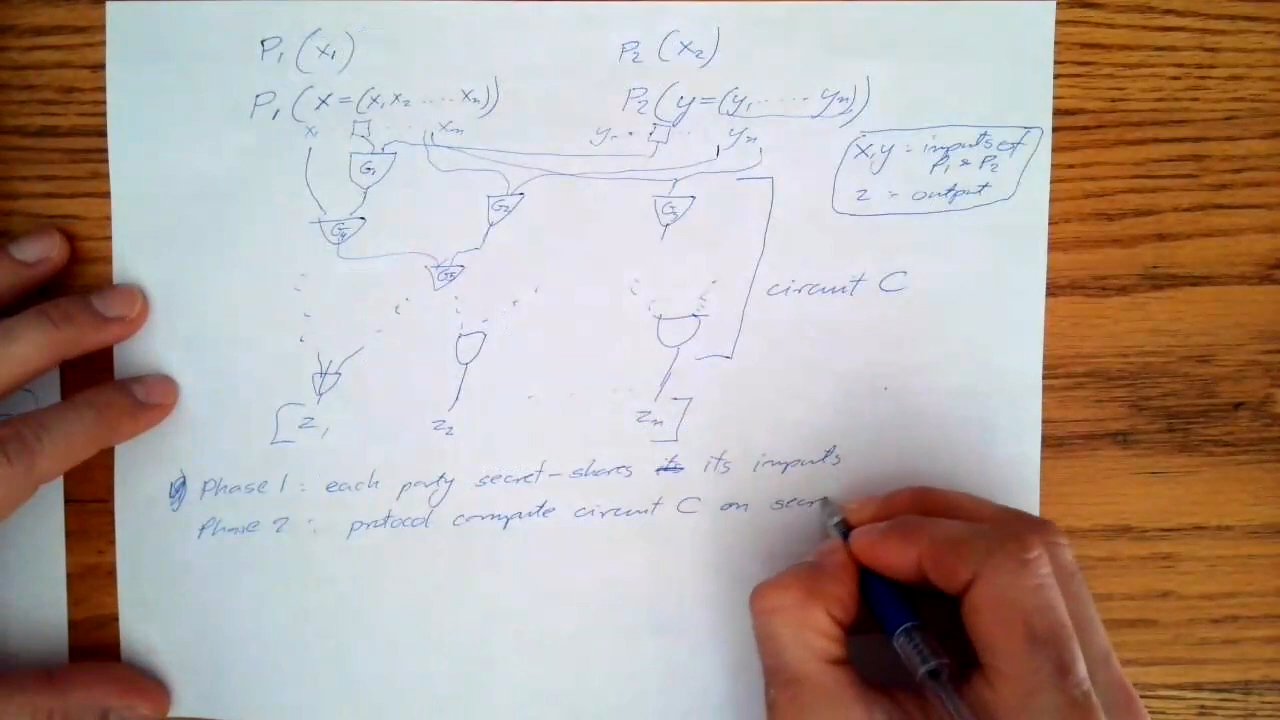 P1 (x1) P2 (x2)
P1 (x=(x1 x2 ..... xn)) P2 (y=(y1, ..... yn))
x1 ... xn y1 ... yn
x,y = inputs of
P1 & P2
z = output
G1
G4 G2 G3
G5
circuit C
z1 z2 ..... zn
Phase 1: each party secret-shares its inputs
Phase 2: protocol compute circuit C on secr